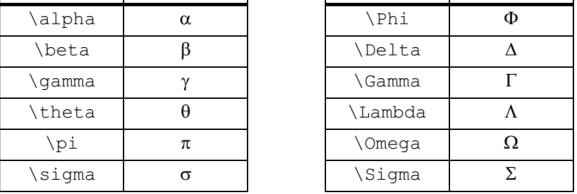 \alpha α \Phi Φ
\beta β \Delta Δ
\gamma γ \Gamma Γ
\theta θ \Lambda Λ
\pi π \Omega Ω
\sigma σ \Sigma Σ